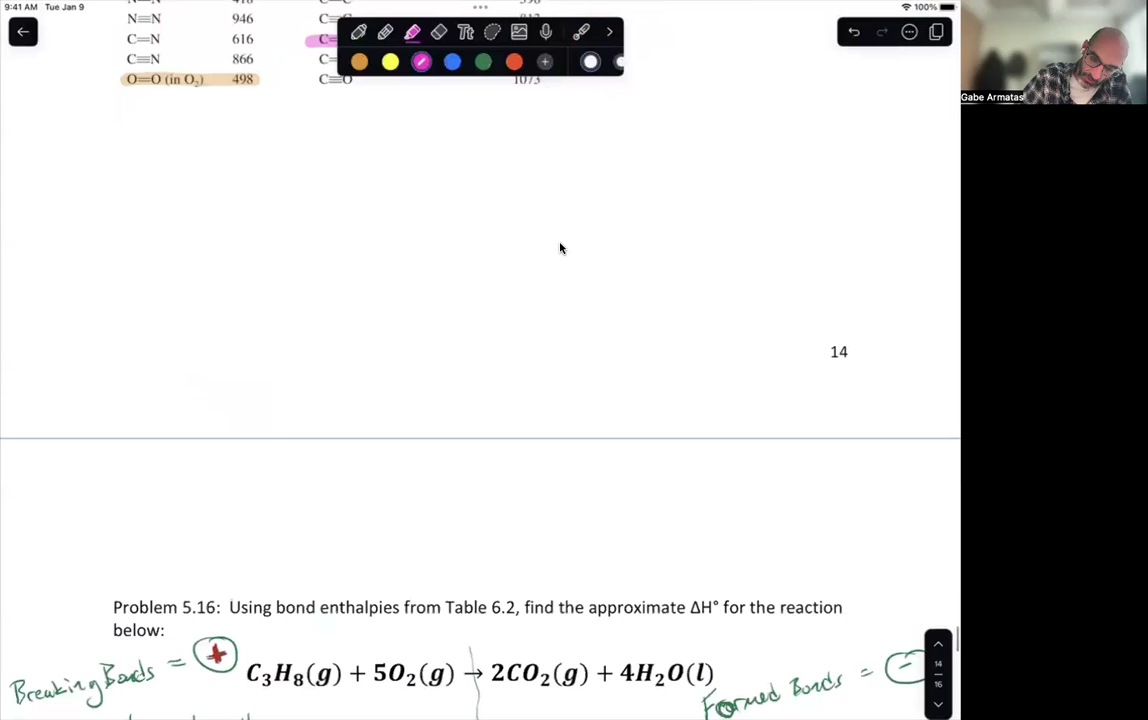 9:41 AM Tue Jan 9
100%
N≡N 946
C=N 616
C≡N 866
O=O (in O₂) 498
C≡O 1073
Gabe Armatas
14
Problem 5.16: Using bond enthalpies from Table 6.2, find the approximate ΔH° for the reaction
below:
Breaking Bonds = +
C₃H₈(g) + 5O₂(g) → 2CO₂(g) + 4H₂O(l)
Formed Bonds = -
14
16